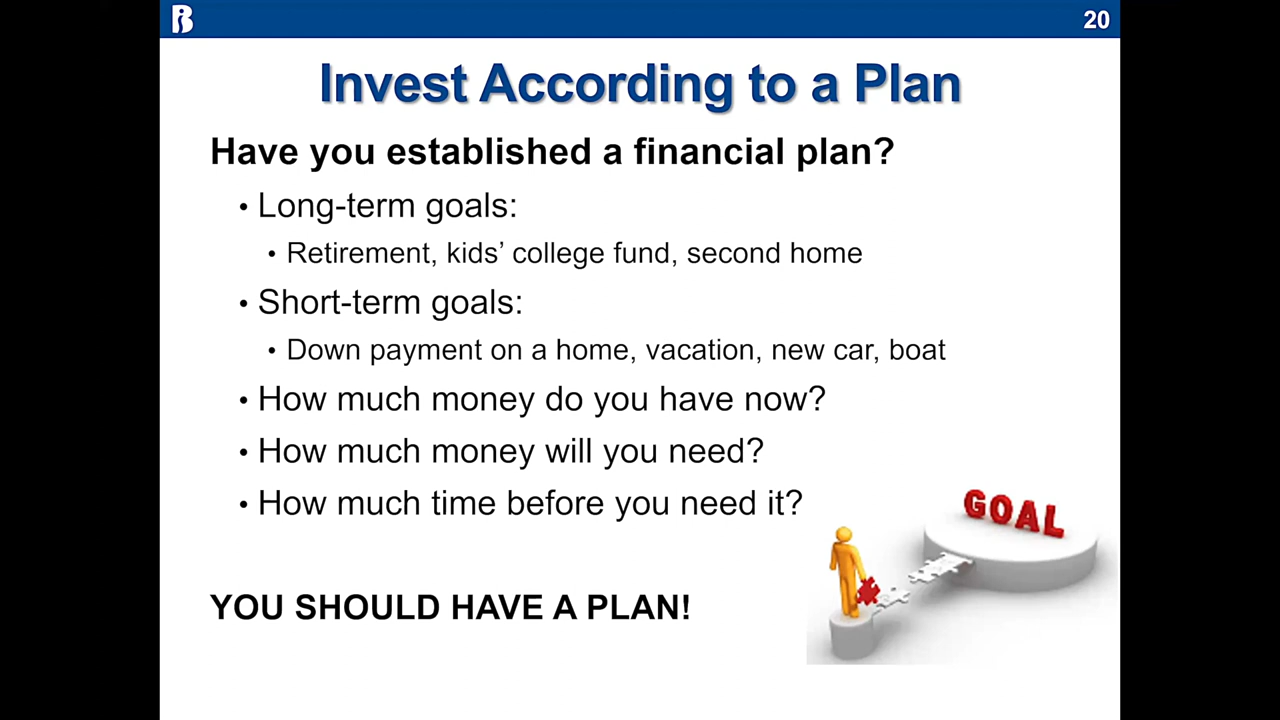 20
Invest According to a Plan
Have you established a financial plan?
• Long-term goals:
• Retirement, kids’ college fund, second home
• Short-term goals:
• Down payment on a home, vacation, new car, boat
• How much money do you have now?
• How much money will you need?
• How much time before you need it?
GOAL
YOU SHOULD HAVE A PLAN!